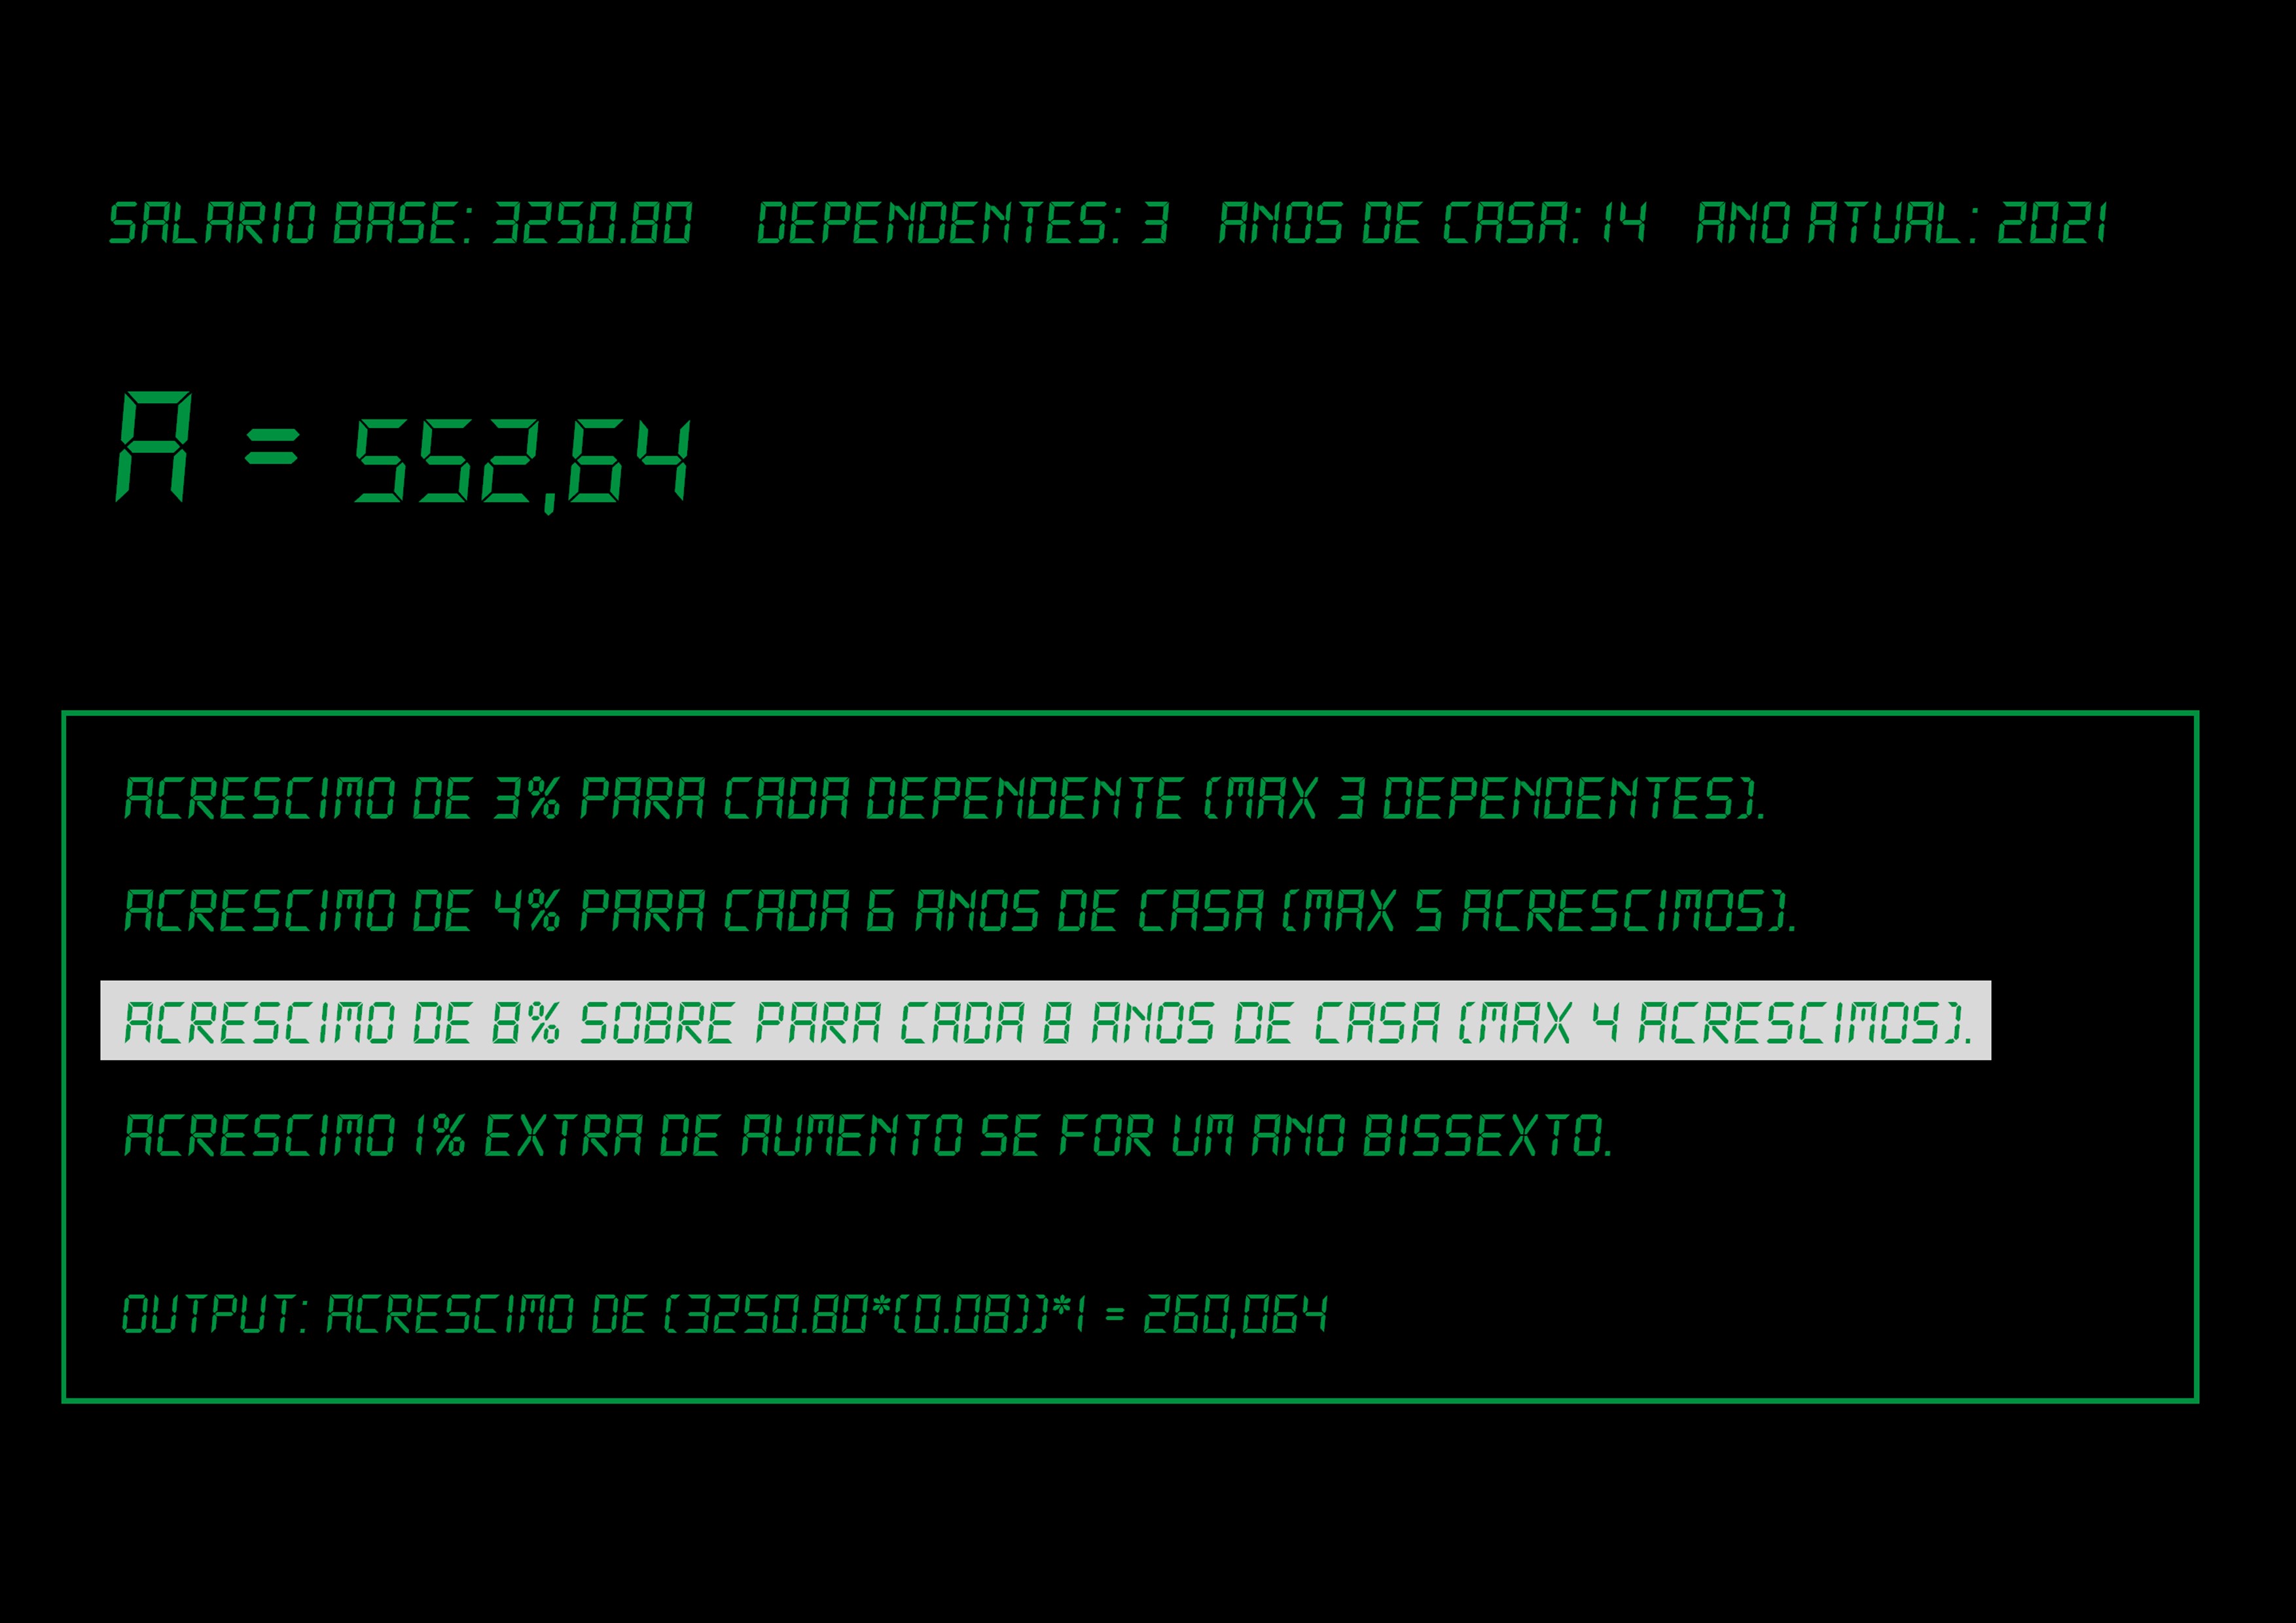 SALARIO BASE: 3250.80 DEPENDENTES: 3 ANOS DE CASA: 14 ANO ATUAL: 2021
A = 552,64
ACRESCIMO DE 3% PARA CADA DEPENDENTE (MAX 3 DEPENDENTES).
ACRESCIMO DE 4% PARA CADA 6 ANOS DE CASA (MAX 5 ACRESCIMOS).
ACRESCIMO DE 8% SOBRE PARA CADA 8 ANOS DE CASA (MAX 4 ACRESCIMOS).
ACRESCIMO 1% EXTRA DE AUMENTO SE FOR UM ANO BISSEXTO.
OUTPUT: ACRESCIMO DE (3250.80*(0.08))*1 = 260,064